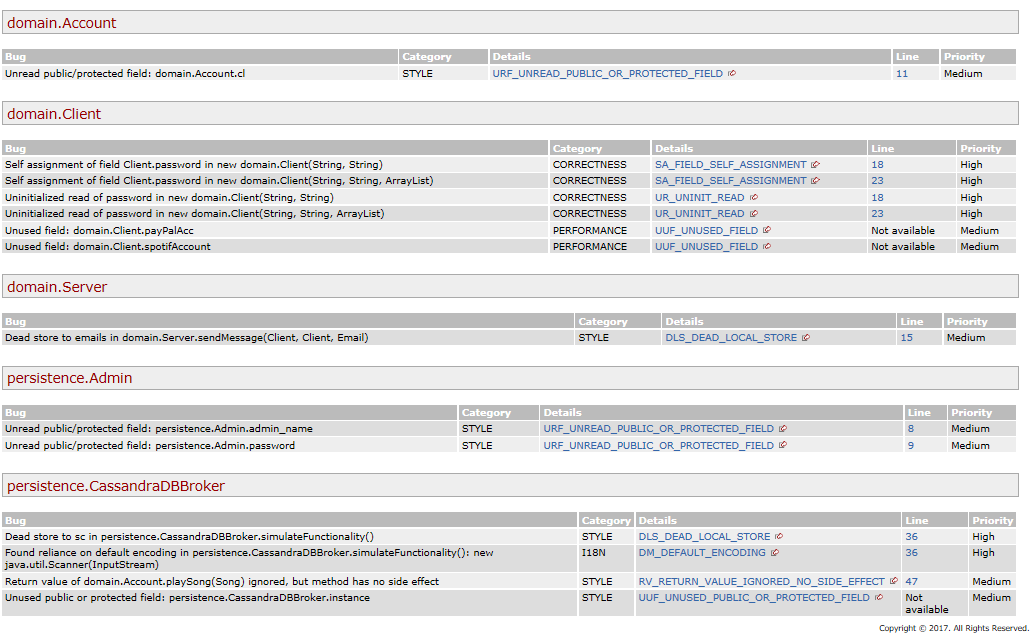 domain.Account
Bug Category Details Line Priority
Unread public/protected field: domain.Account.cl STYLE URF_UNREAD_PUBLIC_OR_PROTECTED_FIELD 11 Medium
domain.Client
Bug Category Details Line Priority
Self assignment of field Client.password in new domain.Client(String, String) CORRECTNESS SA_FIELD_SELF_ASSIGNMENT 18 High
Self assignment of field Client.password in new domain.Client(String, String, ArrayList) CORRECTNESS SA_FIELD_SELF_ASSIGNMENT 23 High
Uninitialized read of password in new domain.Client(String, String) CORRECTNESS UR_UNINIT_READ 18 High
Uninitialized read of password in new domain.Client(String, String, ArrayList) CORRECTNESS UR_UNINIT_READ 23 High
Unused field: domain.Client.payPalAcc PERFORMANCE UUF_UNUSED_FIELD Not available Medium
Unused field: domain.Client.spotifAccount PERFORMANCE UUF_UNUSED_FIELD Not available Medium
domain.Server
Bug Category Details Line Priority
Dead store to emails in domain.Server.sendMessage(Client, Client, Email) STYLE DLS_DEAD_LOCAL_STORE 15 Medium
persistence.Admin
Bug Category Details Line Priority
Unread public/protected field: persistence.Admin.admin_name STYLE URF_UNREAD_PUBLIC_OR_PROTECTED_FIELD 8 Medium
Unread public/protected field: persistence.Admin.password STYLE URF_UNREAD_PUBLIC_OR_PROTECTED_FIELD 9 Medium
persistence.CassandraDBBroker
Bug Category Details Line Priority
Dead store to sc in persistence.CassandraDBBroker.simulateFunctionality() STYLE DLS_DEAD_LOCAL_STORE 36 High
Found reliance on default encoding in persistence.CassandraDBBroker.simulateFunctionality(): new I18N DM_DEFAULT_ENCODING 36 High
java.util.Scanner(InputStream)
Return value of domain.Account.playSong(Song) ignored, but method has no side effect STYLE RV_RETURN_VALUE_IGNORED_NO_SIDE_EFFECT 47 Medium
Unused public or protected field: persistence.CassandraDBBroker.instance STYLE UUF_UNUSED_PUBLIC_OR_PROTECTED_FIELD Not Medium
available
Copyright © 2017. All Rights Reserved.